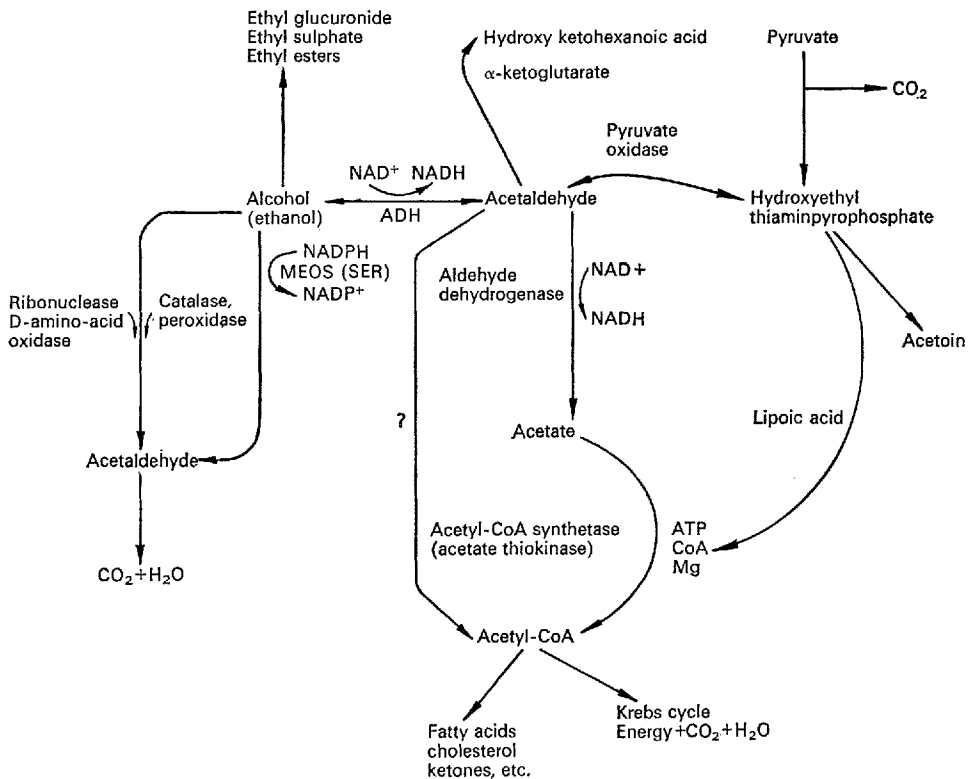 Ethyl glucuronide
Ethyl sulphate
Ethyl esters
Hydroxy ketohexanoic acid
α-ketoglutarate
Pyruvate
CO₂
Pyruvate
oxidase
NAD⁺ NADH
ADH
Alcohol
(ethanol)
Acetaldehyde
Hydroxyethyl
thiaminpyrophosphate
NADPH
MEOS (SER)
NADP⁺
Aldehyde
dehydrogenase
NAD+
NADH
Ribonuclease
D-amino-acid
oxidase
Catalase,
peroxidase
Acetoin
?
Acetate
Lipoic acid
Acetaldehyde
Acetyl-CoA synthetase
(acetate thiokinase)
ATP
CoA
Mg
CO₂+H₂O
Acetyl-CoA
Fatty acids
cholesterol
ketones, etc.
Krebs cycle
Energy+CO₂+H₂O